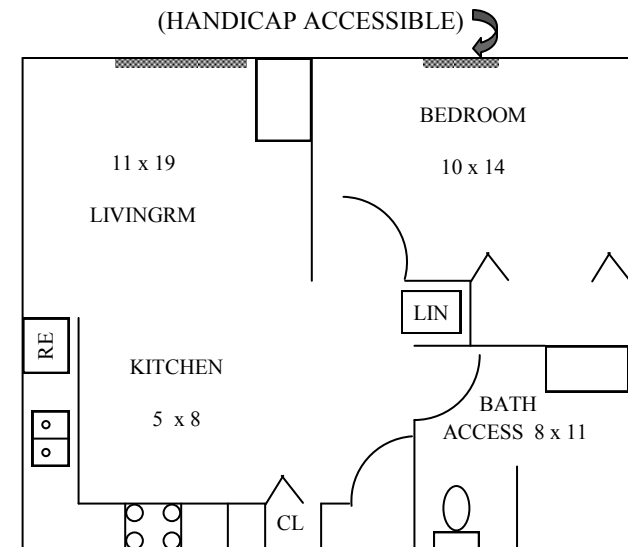 (HANDICAP ACCESSIBLE)
BEDROOM
11 x 19
10 x 14
LIVINGRM
LIN
RE
KITCHEN
5 x 8
BATH
ACCESS 8 x 11
CL